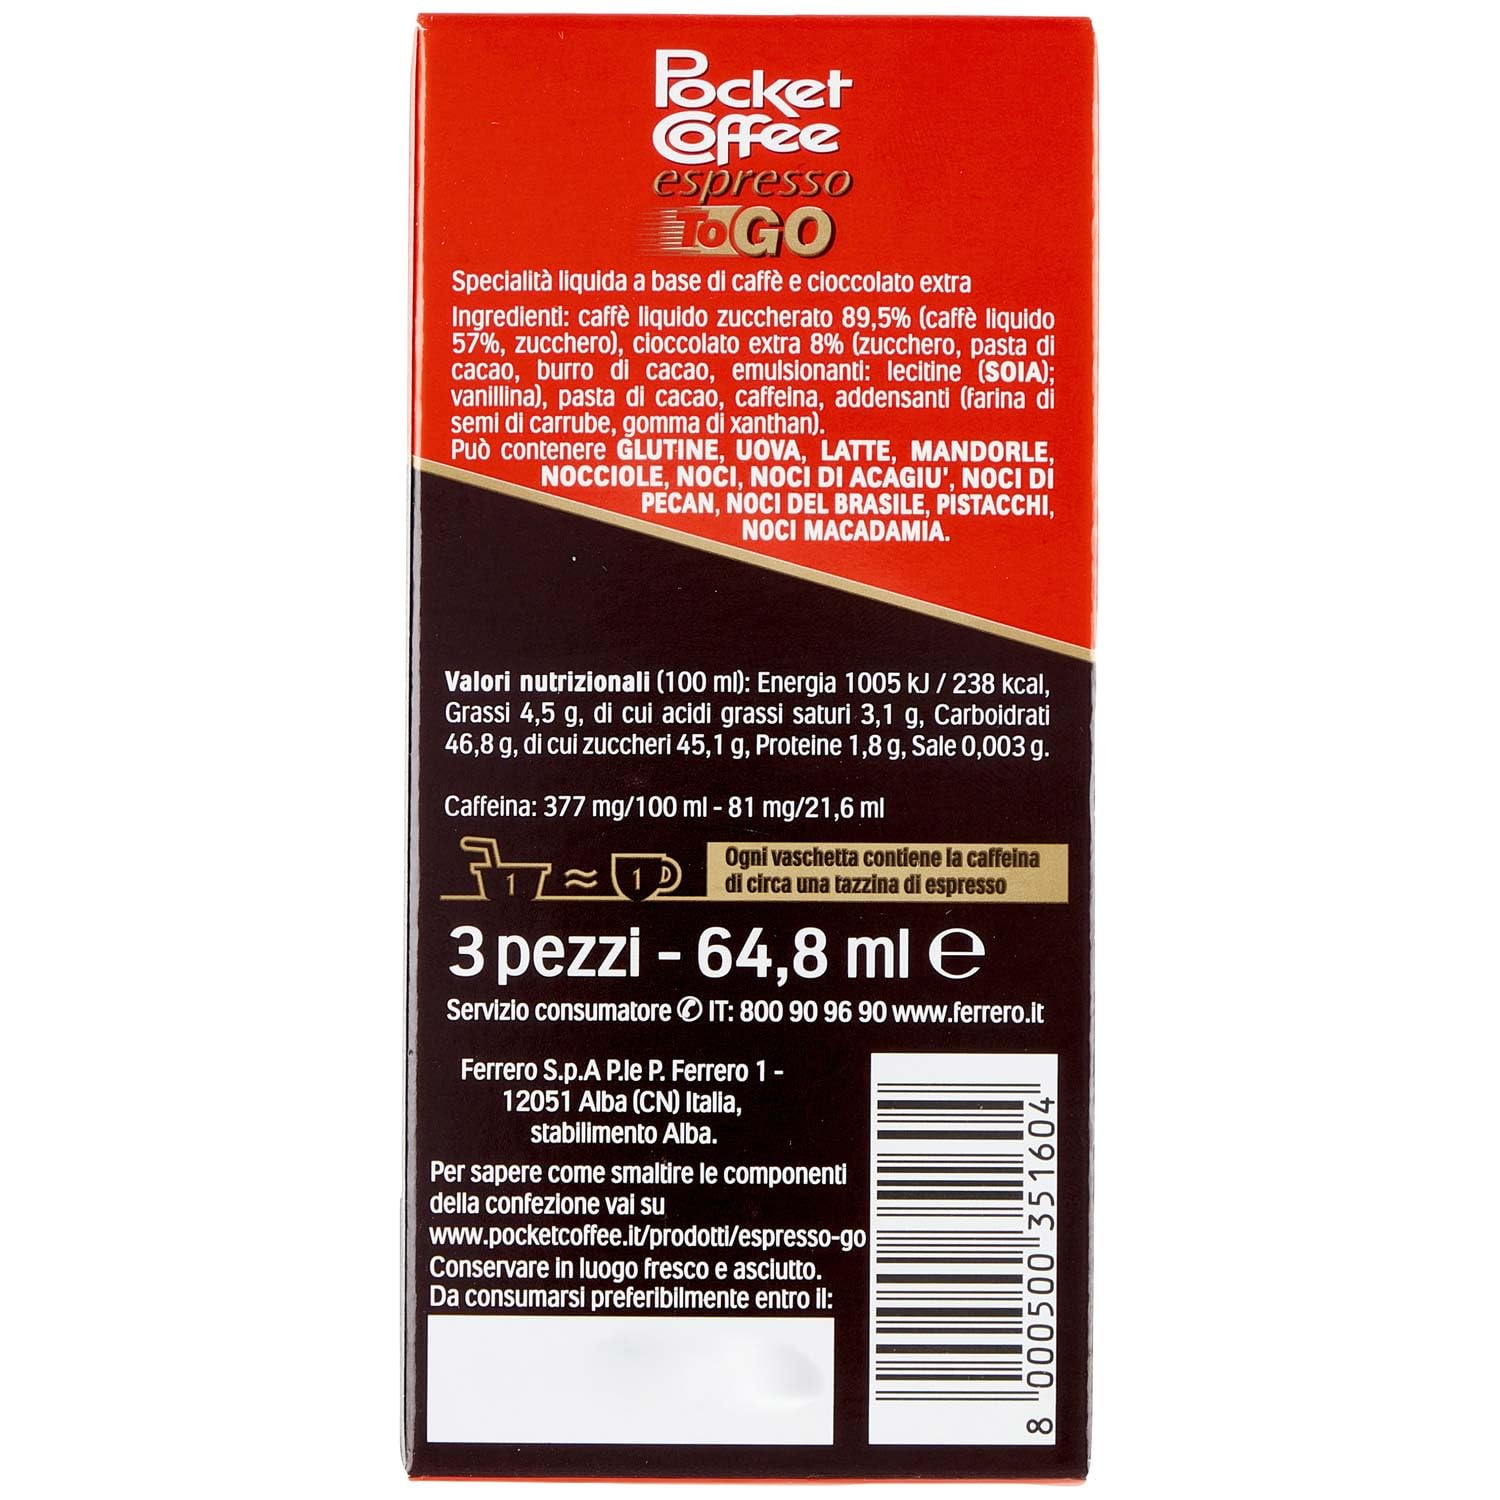 Pocket
Coffee
espresso
To GO
Specialità liquida a base di caffè e cioccolato extra
Ingredienti: caffè liquido zuccherato 89,5% (caffè liquido
57%, zucchero), cioccolato extra 8% (zucchero, pasta di
cacao, burro di cacao, emulsionanti: lecitine (SOIA);
vanillina), pasta di cacao, caffeina, addensanti (farina di
semi di carrube, gomma di xanthan).
Può contenere GLUTINE, UOVA, LATTE, MANDORLE,
NOCCIOLE, NOCI, NOCI DI ACAGIU', NOCI DI
PECAN, NOCI DEL BRASILE, PISTACCHI,
NOCI MACADAMIA.
Valori nutrizionali (100 ml): Energia 1005 kJ / 238 kcal,
Grassi 4,5 g, di cui acidi grassi saturi 3,1 g, Carboidrati
46,8 g, di cui zuccheri 45,1 g, Proteine 1,8 g, Sale 0,003 g.
Caffeina: 377 mg/100 ml - 81 mg/21,6 ml
1 ≈ 1
Ogni vaschetta contiene la caffeina
di circa una tazzina di espresso
3 pezzi - 64,8 ml ℮
Servizio consumatore ✆ IT: 800 90 96 90 www.ferrero.it
Ferrero S.p.A P.le P. Ferrero 1 -
12051 Alba (CN) Italia,
stabilimento Alba.
Per sapere come smaltire le componenti
della confezione vai su
www.pocketcoffee.it/prodotti/espresso-go
Conservare in luogo fresco e asciutto.
Da consumarsi preferibilmente entro il:
8 000500 351604